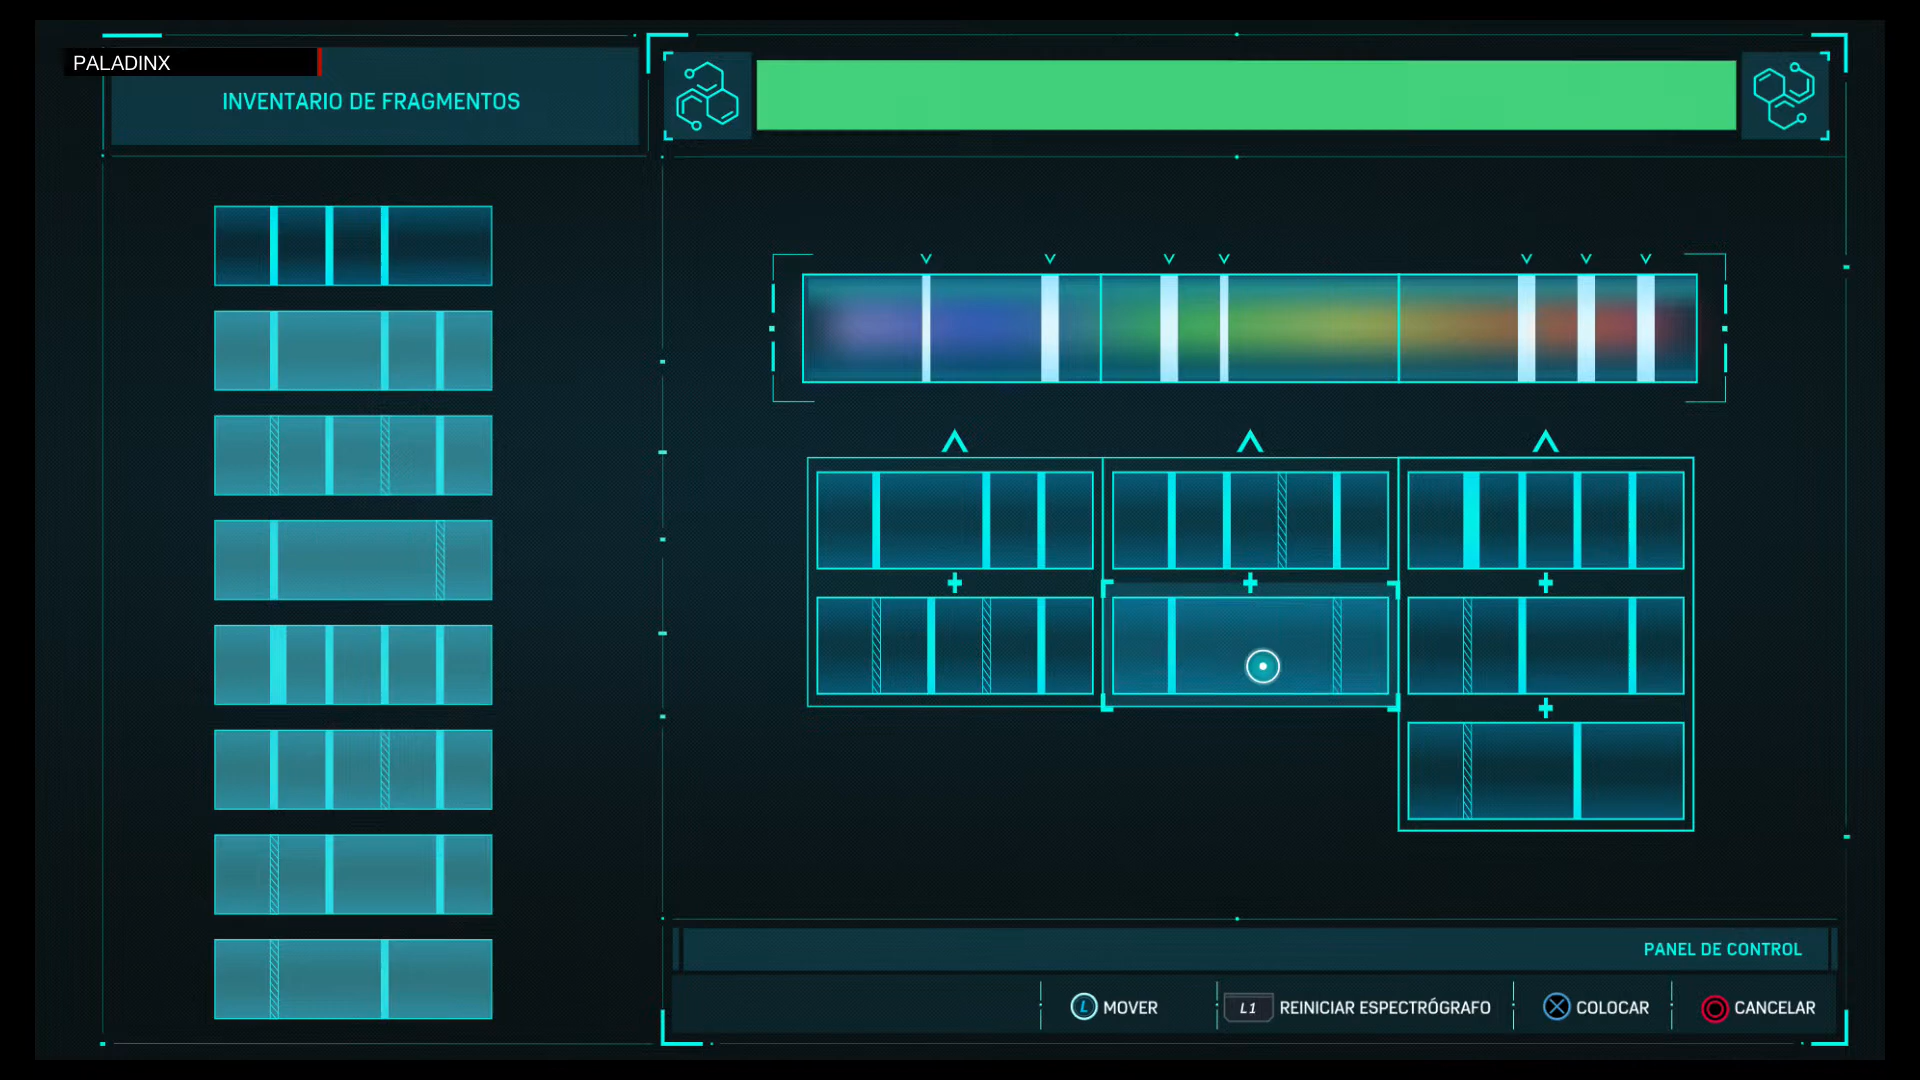 PALADINX
INVENTARIO DE FRAGMENTOS
PANEL DE CONTROL
L MOVER
L1 REINICIAR ESPECTRÓGRAFO
COLOCAR
CANCELAR